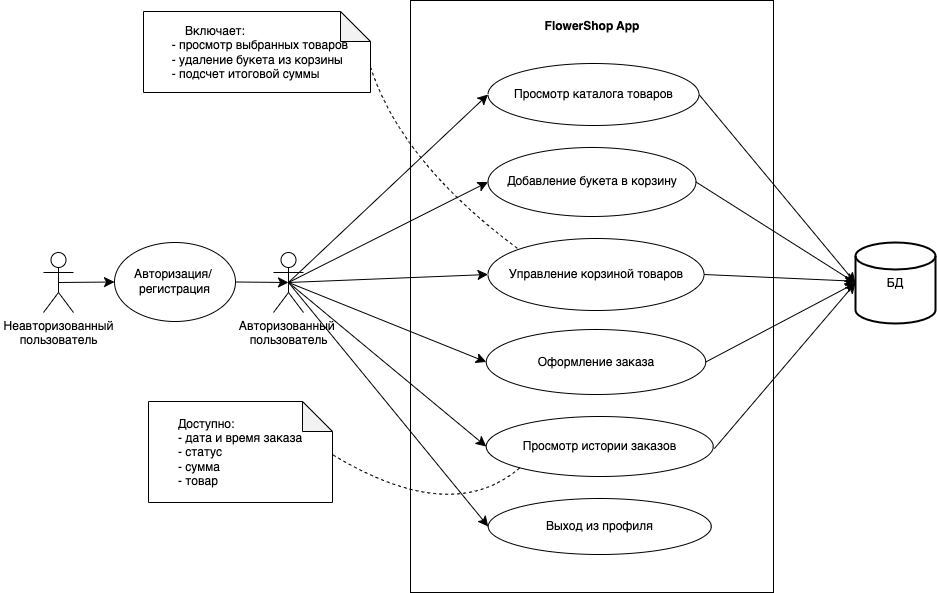 FlowerShop App
Включает:
- просмотр выбранных товаров
- удаление букета из корзины
- подсчет итоговой суммы
Просмотр каталога товаров
Добавление букета в корзину
Авторизация/
регистрация
Управление корзиной товаров
БД
Неавторизованный
пользователь
Авторизованный
пользователь
Оформление заказа
Доступно:
- дата и время заказа
- статус
- сумма
- товар
Просмотр истории заказов
Выход из профиля